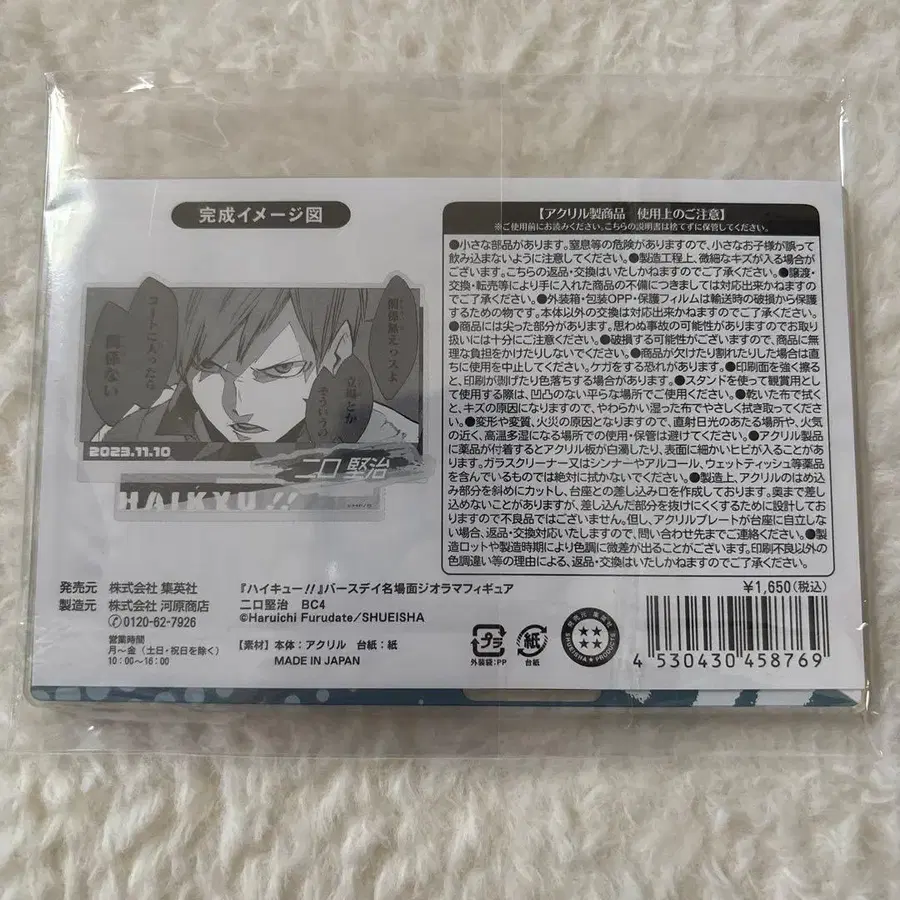 完成イメージ図
関係無えっスよ
立場とか
そういうの
コートに入ったら
関係ない
2023.11.10
二口 堅治
HAIKYU!!
【アクリル製商品 使用上のご注意】
※ご使用前にお読みください。こちらの説明書は捨てずに保管してください。
●小さな部品があります。窒息等の危険がありますので、小さなお子様が誤って
飲み込まないように注意してください。●製造工程上、微細なキズが入る場合が
ございます。こちらの返品・交換はいたしかねますのでご了承ください。●譲渡・
交換・転売等により手に入れた商品の不備につきましては対応出来かねますので
ご了承ください。●外装箱・包装OPP・保護フィルムは輸送時の破損から保護
するための物です。本体以外の交換は対応出来かねますのでご了承ください。
●商品には尖った部分があります。思わぬ事故の可能性がありますのでお取り
扱いには十分にご注意ください。●破損する可能性がございますので、商品に無
理な負担をかけたりしないでください。●商品が欠けたり割れたりした場合は直
ちに使用を中止してください。ケガをする恐れがあります。●印刷面を強く擦る
と、印刷が剥げたり色落ちする場合があります。●スタンドを使って観賞用とし
て使用する際は、凹凸のない平らな場所でご使用ください。●乾いた布で拭く
と、キズの原因になりますので、やわらかい湿った布でやさしく拭き取ってくださ
い。●変形や変質、火災の原因となりますので、直射日光のあたる場所や、火気
の近く、高温多湿になる場所での使用・保管は避けてください。●アクリル製品
に薬品が付着するとアクリル板が白濁したり、表面に細かいヒビが入ることが
あります。ガラスクリーナー又はシンナーやアルコール、ウェットティッシュ等薬品
を含んでいるものでは絶対に拭かないでください。●製造上、アクリルのはめ込
み部分を斜めにカットし、台座との差し込み口を作成しております。奥まで差し
込めないことがありますが、差し込んだ部分を抜けにくくするために設計してお
りますので不良品ではございません。但し、アクリルプレートが台座に自立しな
い場合は、交換対応いたしますので、問い合わせ先までご連絡ください。●製
造ロットや製造時期により色調に微差が出ることがございます。印刷不良以外の
色調違い等の理由による、返品・交換はいたしかねますのでご了承ください。
発売元 株式会社 集英社
製造元 株式会社 河原商店
0120-62-7926
営業時間
月〜金(土日・祝日を除く)
10:00〜16:00
『ハイキュー!!』バースデイ名場面ジオラマフィギュア
二口堅治 BC4
©Haruichi Furudate/SHUEISHA
【素材】本体:アクリル 台紙:紙
MADE IN JAPAN
プラ
外装袋:PP
紙
台紙
発売元 集英社
SHUEISHA PRODUCTS
¥1,650(税込)
4 530430 458769